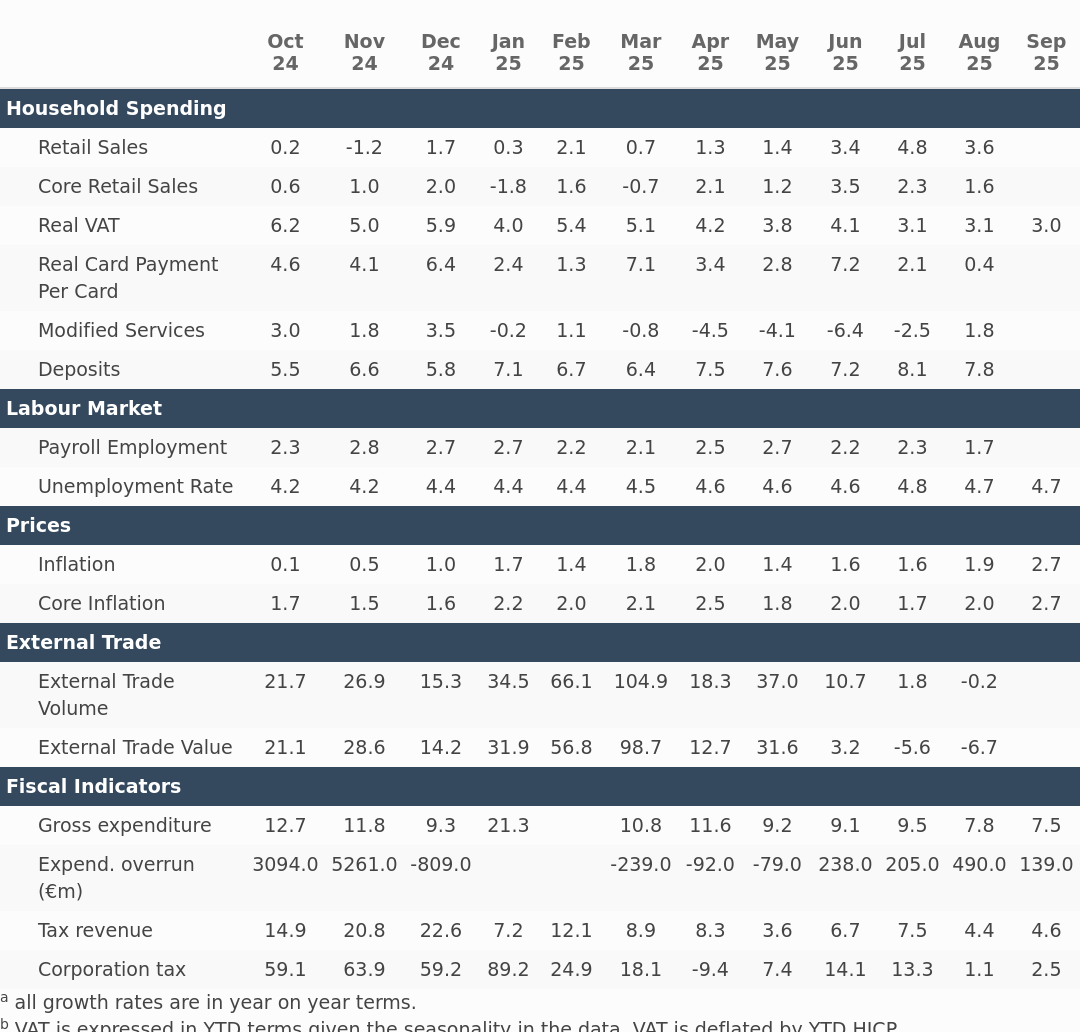 Oct Nov Dec Jan Feb Mar Apr May Jun Jul Aug Sep
24 24 24 25 25 25 25 25 25 25 25 25
Household Spending
Retail Sales 0.2 -1.2 1.7 0.3 2.1 0.7 1.3 1.4 3.4 4.8 3.6
Core Retail Sales 0.6 1.0 2.0 -1.8 1.6 -0.7 2.1 1.2 3.5 2.3 1.6
Real VAT 6.2 5.0 5.9 4.0 5.4 5.1 4.2 3.8 4.1 3.1 3.1 3.0
Real Card Payment 4.6 4.1 6.4 2.4 1.3 7.1 3.4 2.8 7.2 2.1 0.4
Per Card
Modified Services 3.0 1.8 3.5 -0.2 1.1 -0.8 -4.5 -4.1 -6.4 -2.5 1.8
Deposits 5.5 6.6 5.8 7.1 6.7 6.4 7.5 7.6 7.2 8.1 7.8
Labour Market
Payroll Employment 2.3 2.8 2.7 2.7 2.2 2.1 2.5 2.7 2.2 2.3 1.7
Unemployment Rate 4.2 4.2 4.4 4.4 4.4 4.5 4.6 4.6 4.6 4.8 4.7 4.7
Prices
Inflation 0.1 0.5 1.0 1.7 1.4 1.8 2.0 1.4 1.6 1.6 1.9 2.7
Core Inflation 1.7 1.5 1.6 2.2 2.0 2.1 2.5 1.8 2.0 1.7 2.0 2.7
External Trade
External Trade 21.7 26.9 15.3 34.5 66.1 104.9 18.3 37.0 10.7 1.8 -0.2
Volume
External Trade Value 21.1 28.6 14.2 31.9 56.8 98.7 12.7 31.6 3.2 -5.6 -6.7
Fiscal Indicators
Gross expenditure 12.7 11.8 9.3 21.3 10.8 11.6 9.2 9.1 9.5 7.8 7.5
Expend. overrun 3094.0 5261.0 -809.0 -239.0 -92.0 -79.0 238.0 205.0 490.0 139.0
(€m)
Tax revenue 14.9 20.8 22.6 7.2 12.1 8.9 8.3 3.6 6.7 7.5 4.4 4.6
Corporation tax 59.1 63.9 59.2 89.2 24.9 18.1 -9.4 7.4 14.1 13.3 1.1 2.5
a all growth rates are in year on year terms.
b VAT is expressed in YTD terms given the seasonality in the data. VAT is deflated by YTD HICP